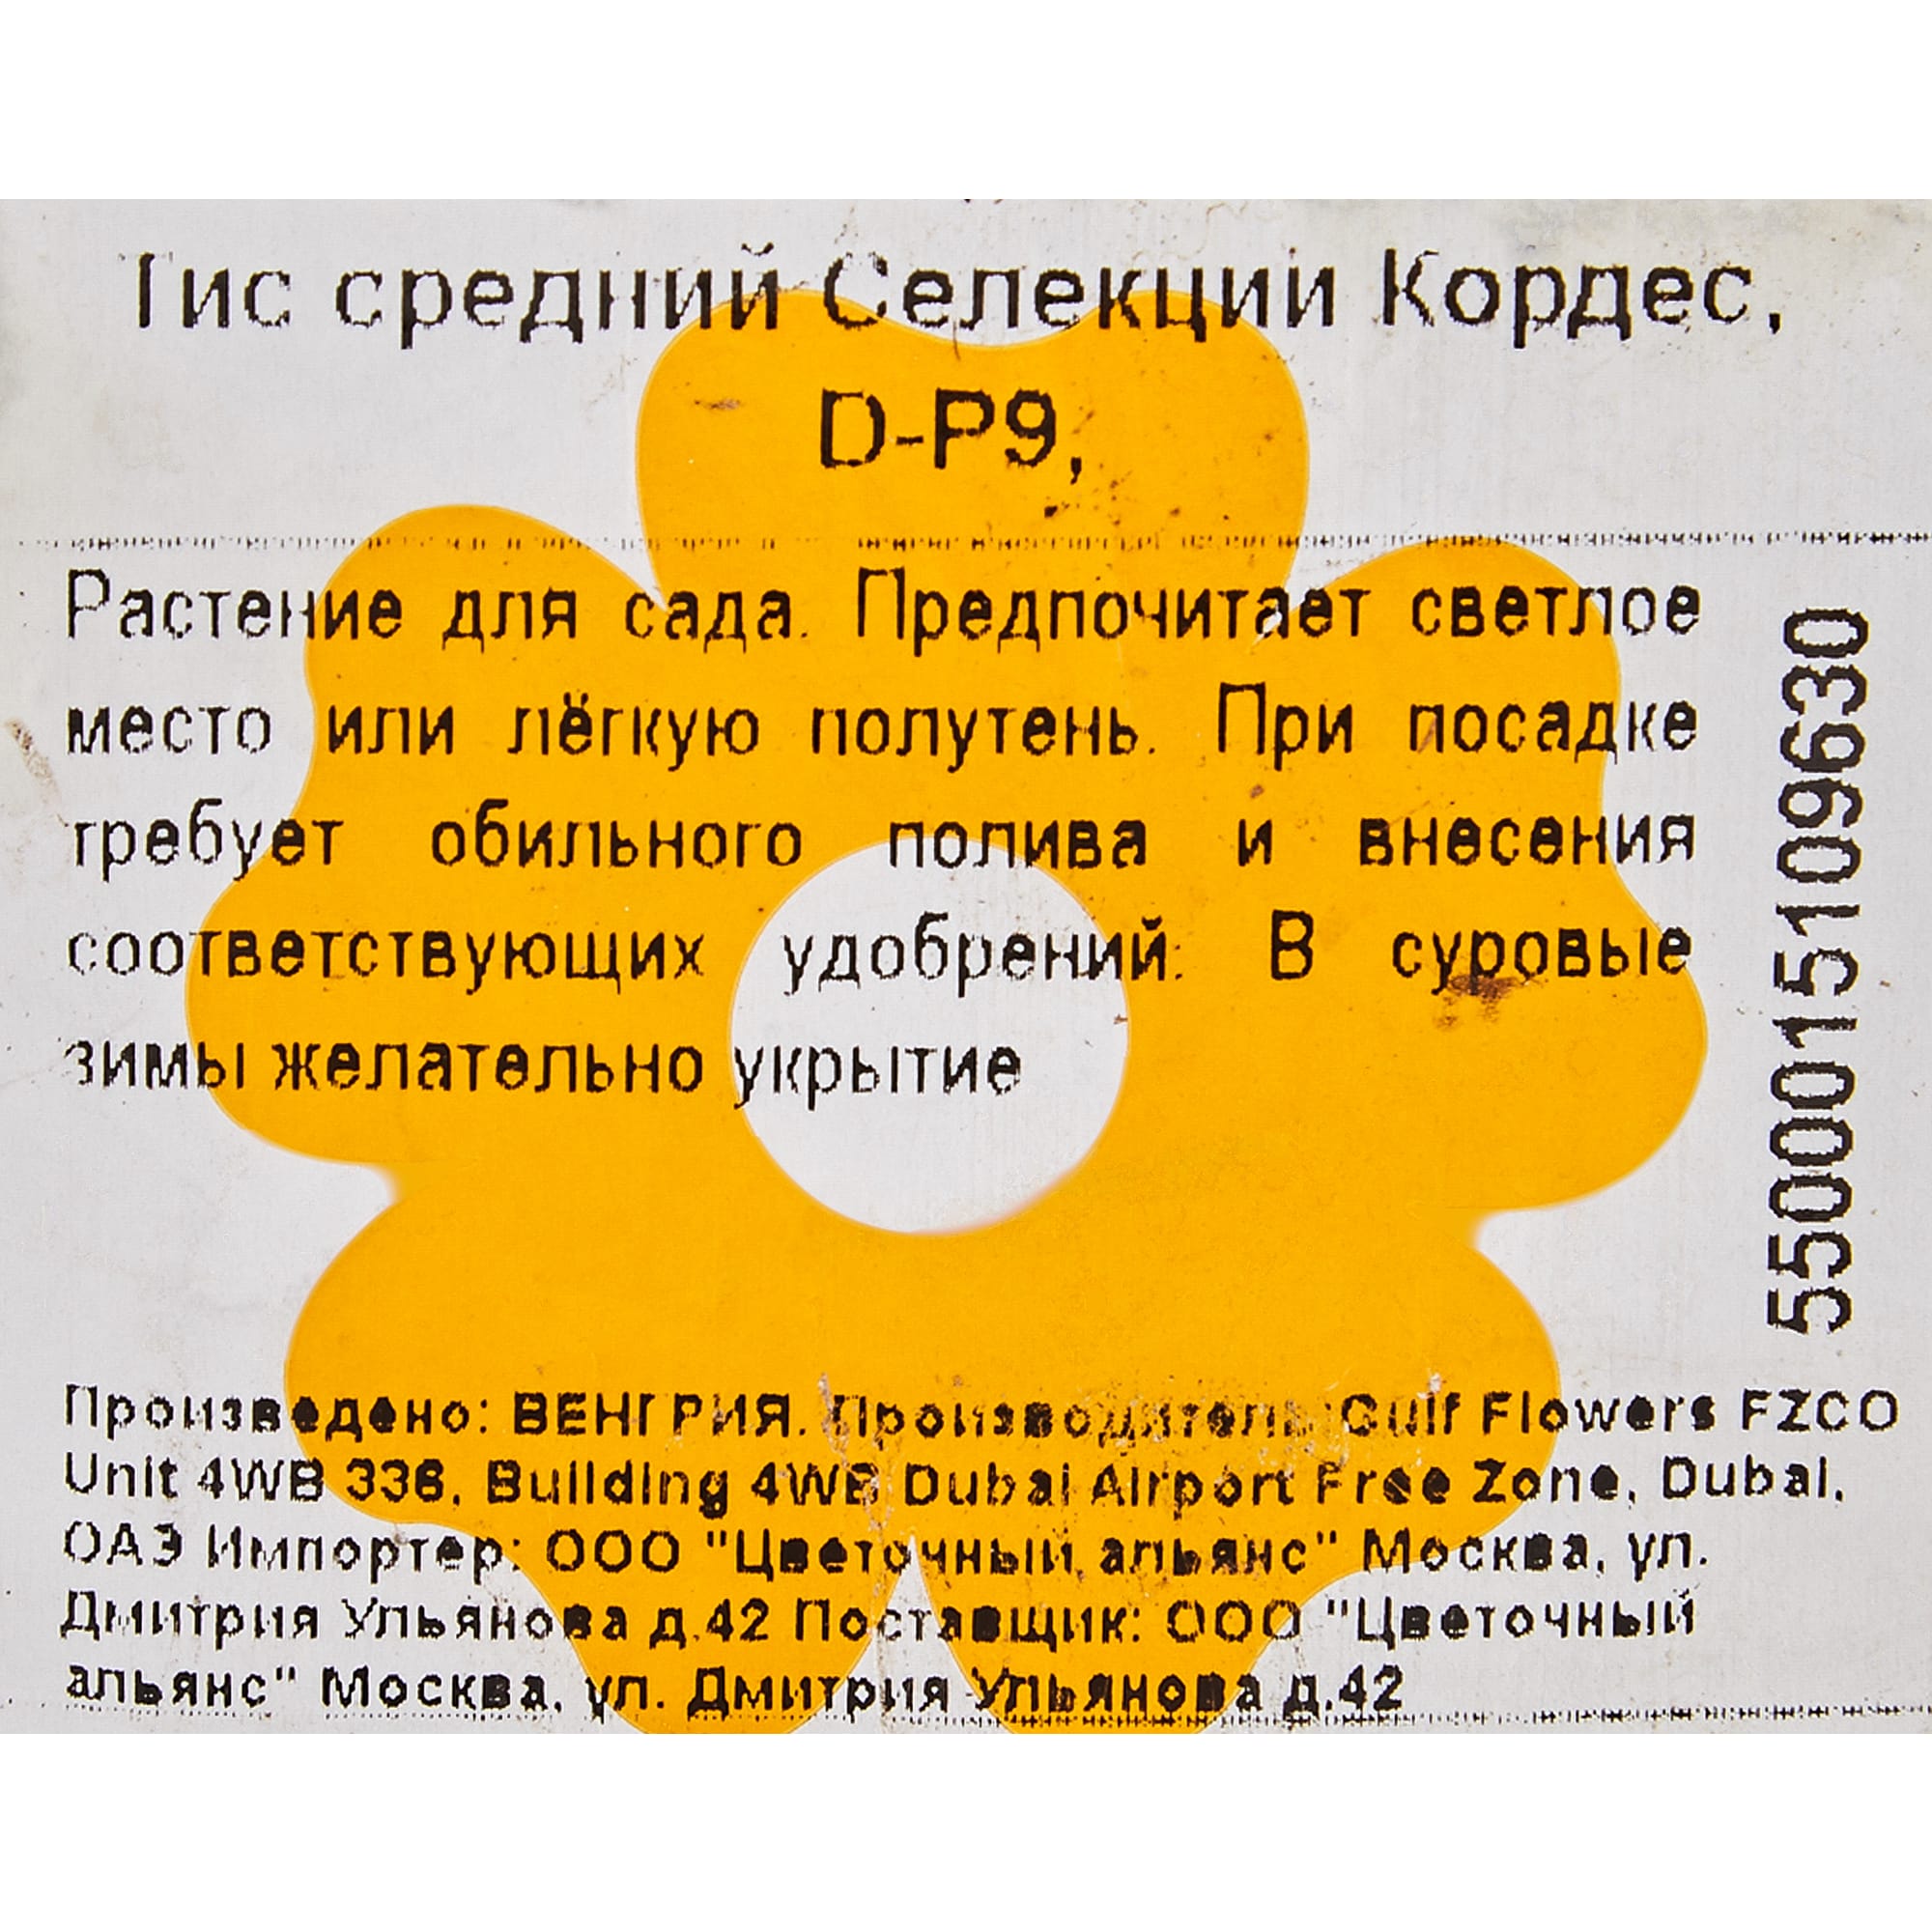 Тис средний Селекции Кордес,
D-P9,
Растение для сада. Предпочитает светлое
место или лёгкую полутень. При посадке
требует обильного полива и внесения
соответствующих удобрений. В суровые
зимы желательно укрытие
5500015109630
Произведено: ВЕНГРИЯ. Производитель: Gulf Flowers FZCO
Unit 4WB 336, Building 4WB Dubai Airport Free Zone, Dubai,
ОАЭ Импортер: ООО "Цветочный альянс" Москва, ул.
Дмитрия Ульянова д.42 Поставщик: ООО "Цветочный
альянс" Москва, ул. Дмитрия Ульянова д.42